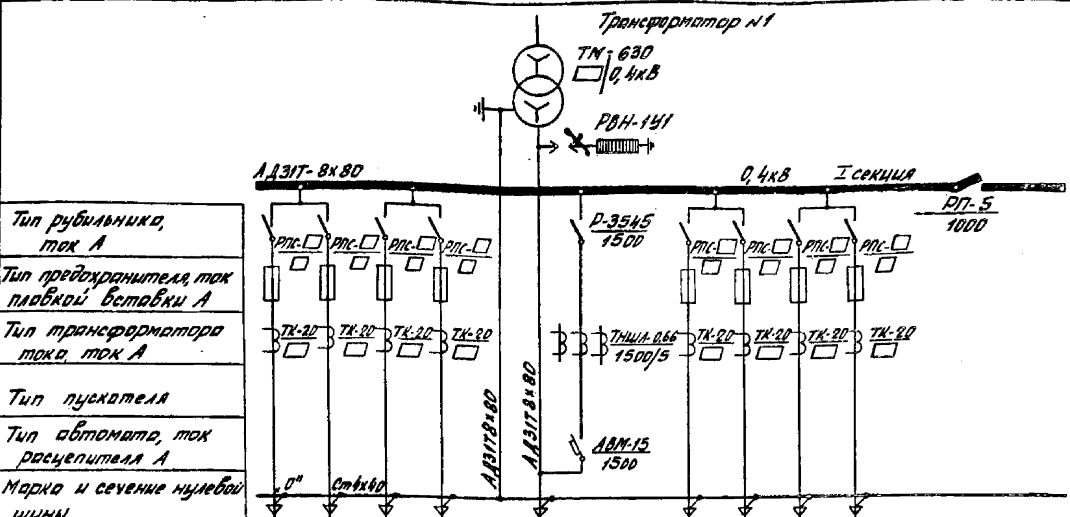 Трансформатор N1
ТМ-630
/0,4кВ
РВН-1У1
АД31Т-8х80
0,4кВ
I секция
РП-5
1000
Тип рубильника,
ток А
Р-3545
1500
РПС-
РПС-
РПС-
РПС-
РПС-
РПС-
РПС-
РПС-
Тип предохранителя, ток
плавкой вставки А
Тип трансформатора
тока, ток А
ТК-20
ТК-20
ТК-20
ТК-20
ТНШЛ-0.66
1500/5
ТК-20
ТК-20
ТК-20
ТК-20
Тип пускателя
АД31Т8х80
АД31Т8х80
Тип автомата, ток
расцепителя А
АВМ-15
1500
Марка и сечение нулевой
шины
„0"
Ст4х40